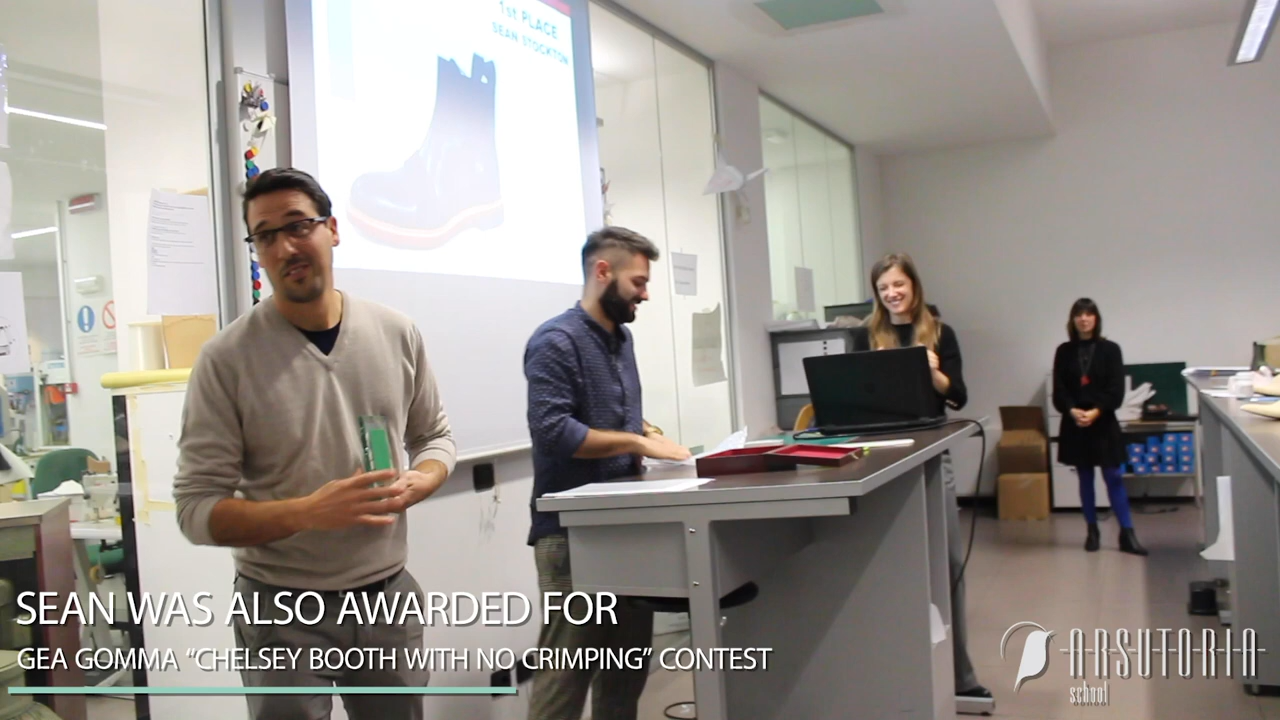 1st PLACE
SEAN STOCKTON
SEAN WAS ALSO AWARDED FOR
GEA GOMMA “CHELSEY BOOTH WITH NO CRIMPING” CONTEST
ARSUTORIA
school